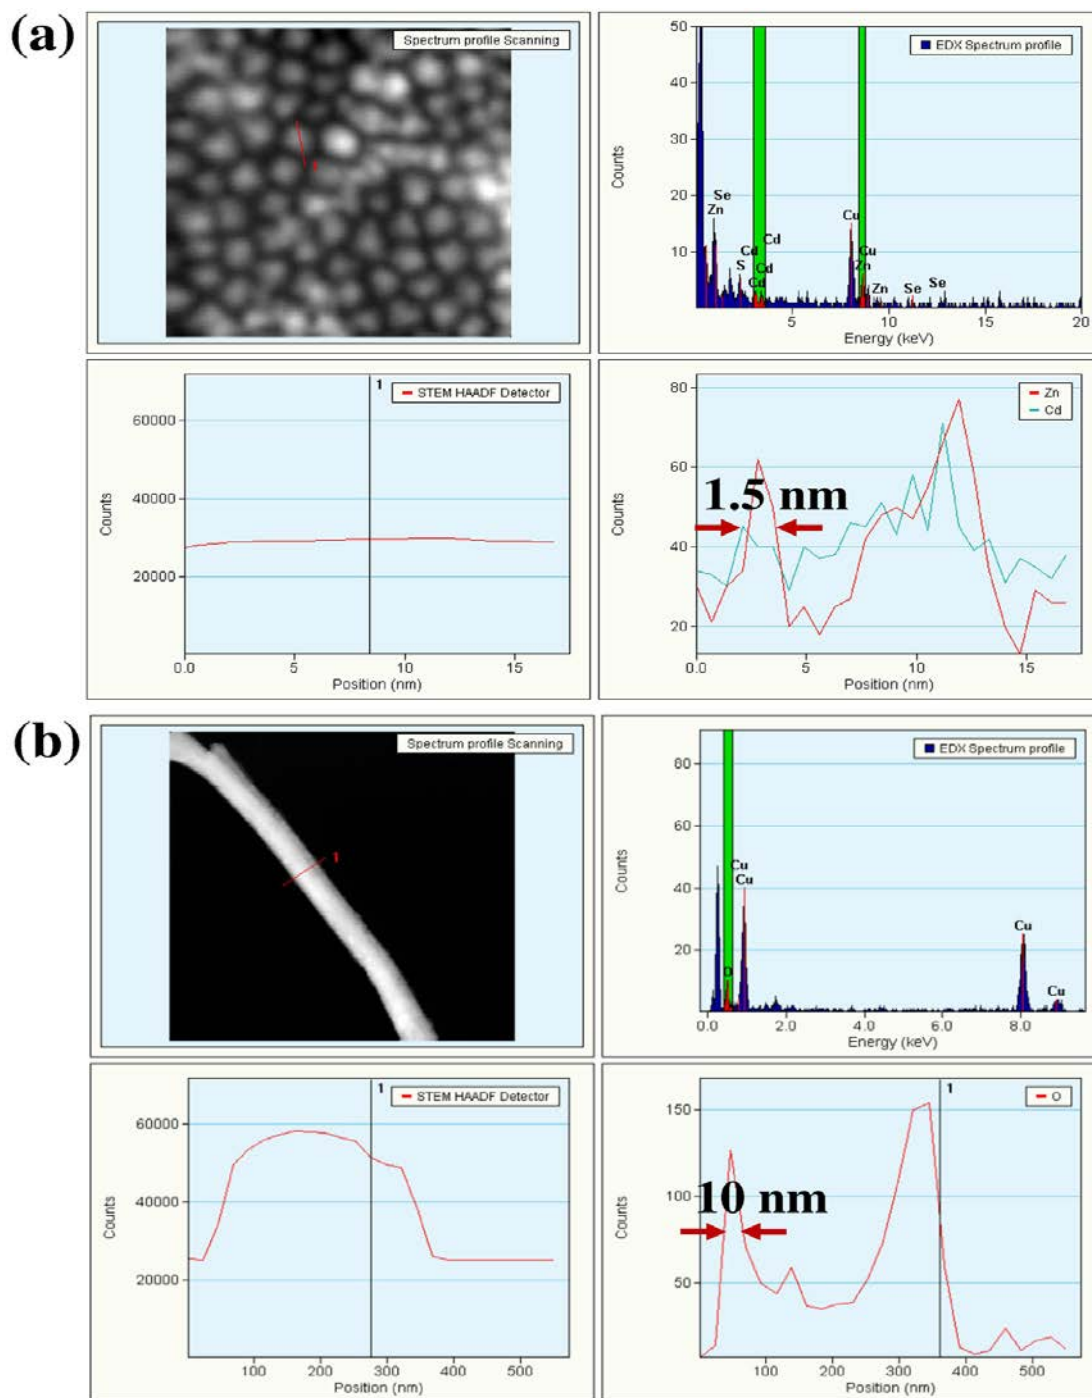 (a)
Spectrum profile Scanning
1
EDX Spectrum profile
50
40
30
20
10
Counts
Se
Zn
Cd
Cd
S
Cd
Cd
Cu
Cu
Zn
Zn
Se
Se
5
10
15
20
Energy (keV)
1
STEM HAADF Detector
60000
40000
20000
Counts
0.0
5
10
15
Position (nm)
Zn
Cd
80
60
40
20
Counts
1.5 nm
0.0
5
10
15
Position (nm)
(b)
Spectrum profile Scanning
1
EDX Spectrum profile
80
60
40
20
Counts
Cu
Cu
O
Cu
Cu
0.0
2.0
4.0
6.0
8.0
Energy (keV)
1
STEM HAADF Detector
60000
40000
20000
Counts
100
200
300
400
500
Position (nm)
1
O
150
100
50
Counts
10 nm
100
200
300
400
500
Position (nm)